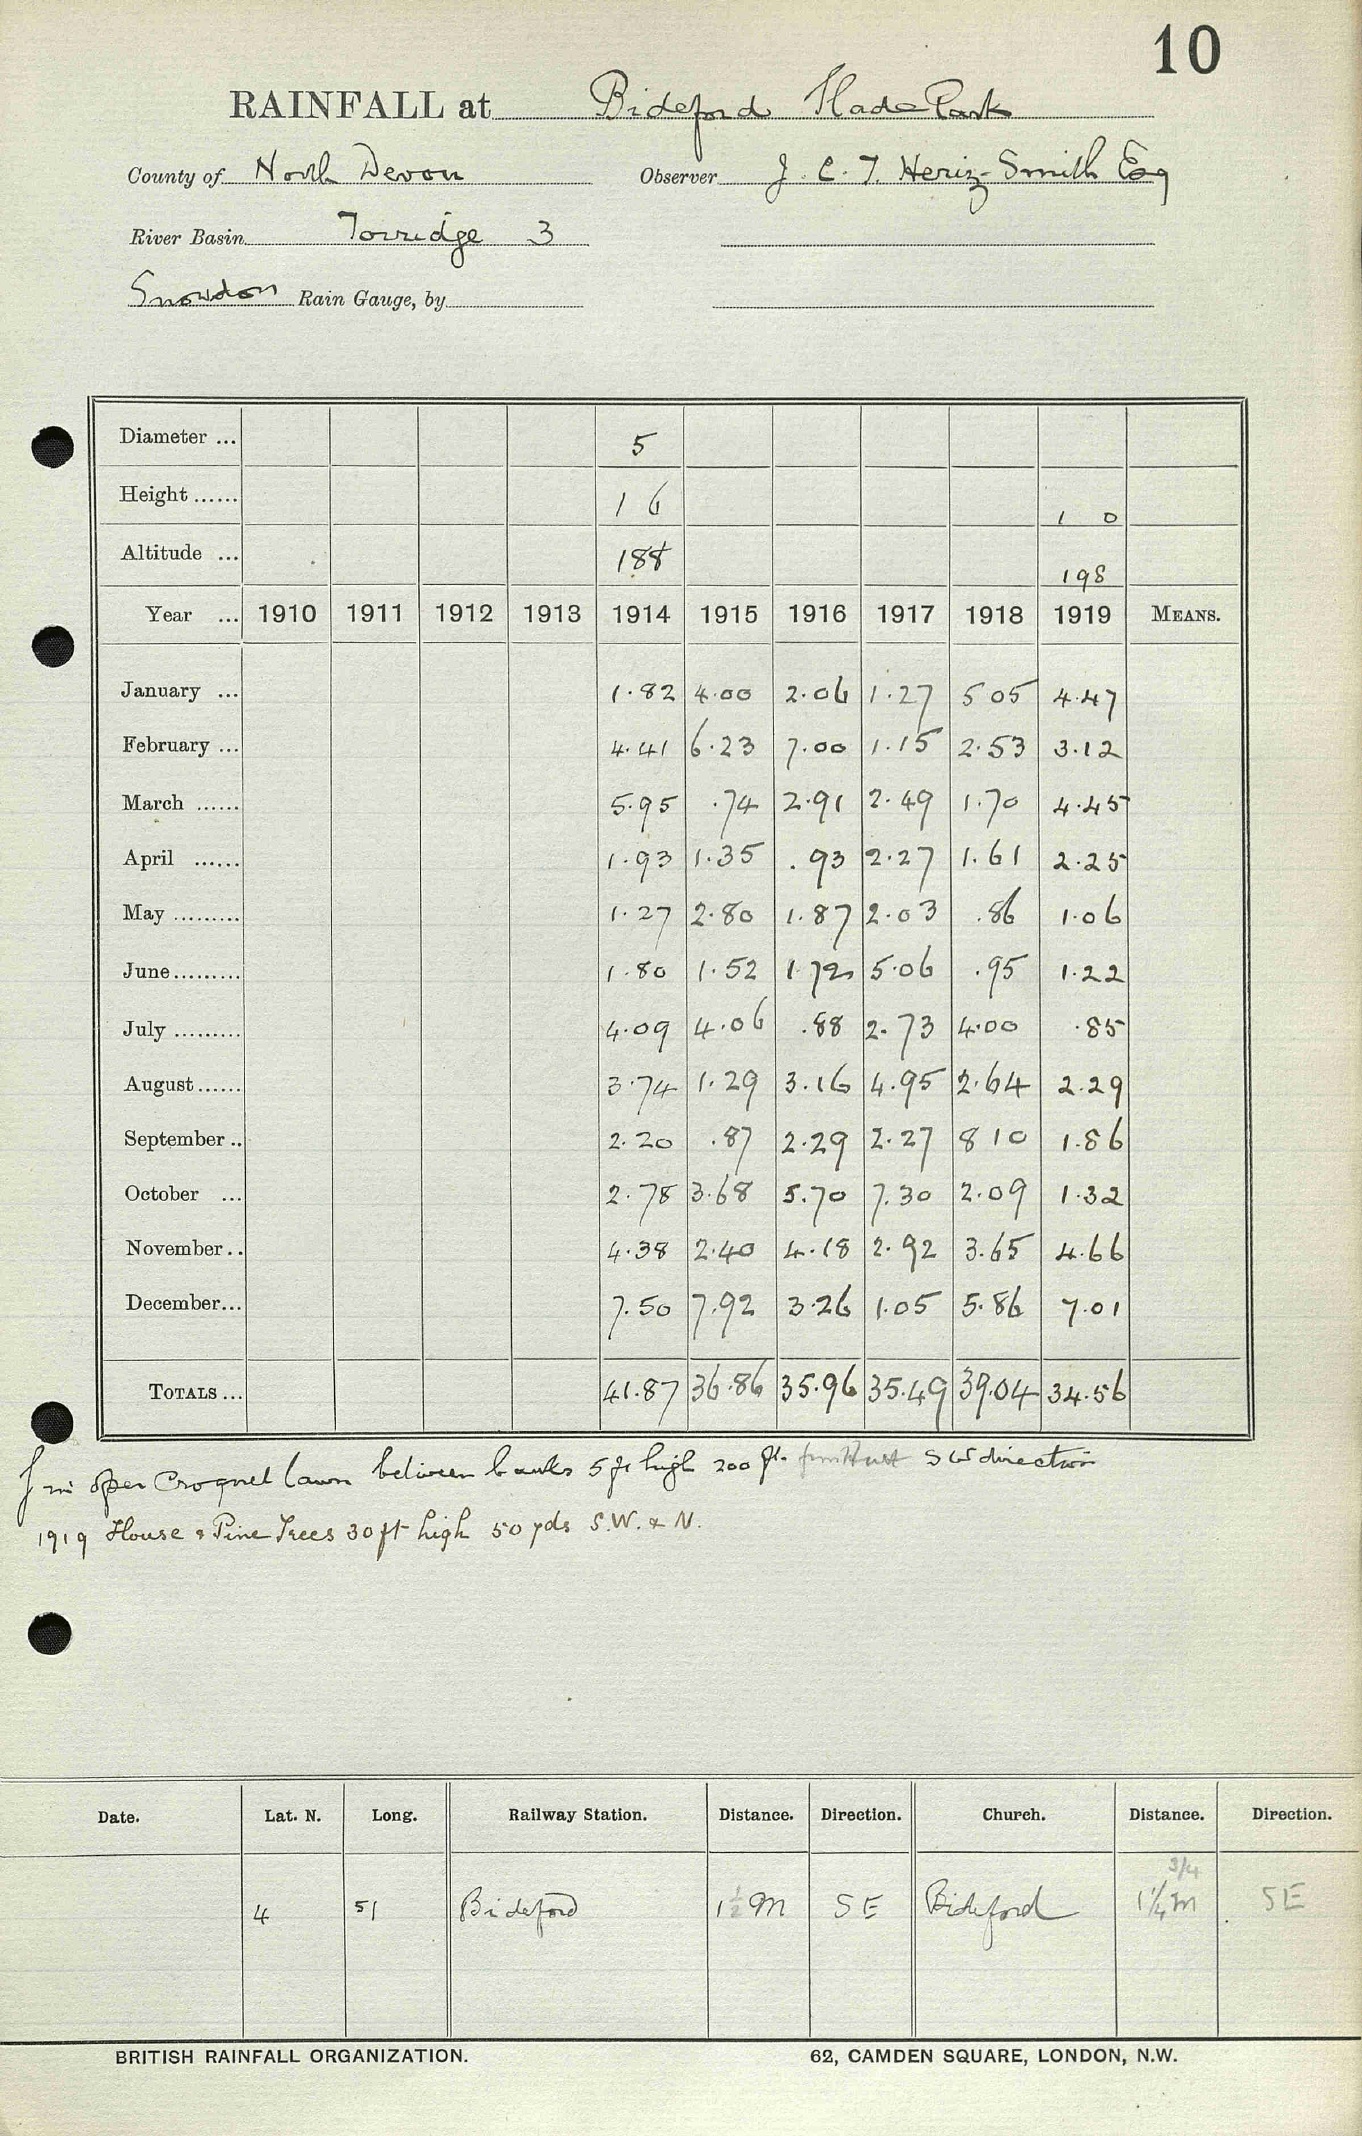 10
RAINFALL at Bideford Slade Park
County of North Devon Observer J. C. T. Heriz-Smith Esq
River Basin Torridge 3
Snowdon Rain Gauge, by
Diameter ... 5
Height ...... 1 6 1 0
Altitude ... 188 198
Year ... 1910 1911 1912 1913 1914 1915 1916 1917 1918 1919 MEANS.
January ... 1.82 4.00 2.06 1.27 5 05 4.47
February ... 4.41 6.23 7.00 1.15 2.53 3.12
March ...... 5.95 .74 2.91 2.49 1.70 4.45
April ...... 1.93 1.35 .93 2.27 1.61 2.25
May ......... 1.27 2.80 1.87 2.03 .86 1.06
June......... 1.80 1.52 1.72 5.06 .95 1.22
July ......... 4.09 4.06 .88 2.73 4.00 .85
August...... 3.74 1.29 3.16 4.95 2.64 2.29
September .. 2.20 .87 2.29 2.27 8 10 1.86
October ... 2.78 3.68 5.70 7.30 2.09 1.32
November.. 4.38 2.40 4.18 2.92 3.65 4.66
December... 7.50 7.92 3.26 1.05 5.86 7.01
TOTALS ... 41.87 36.86 35.96 35.49 39.04 34.56
in open Croquet lawn between banks 5 ft high 200 ft. SW direction
1919 House & Pine Trees 30 ft high 50 yds S.W. & N.
Date. Lat. N. Long. Railway Station. Distance. Direction. Church. Distance. Direction.
3/4
4 51 Bideford 1 1/2 M SE Bideford 1 1/4 m SE
BRITISH RAINFALL ORGANIZATION. 62, CAMDEN SQUARE, LONDON, N.W.